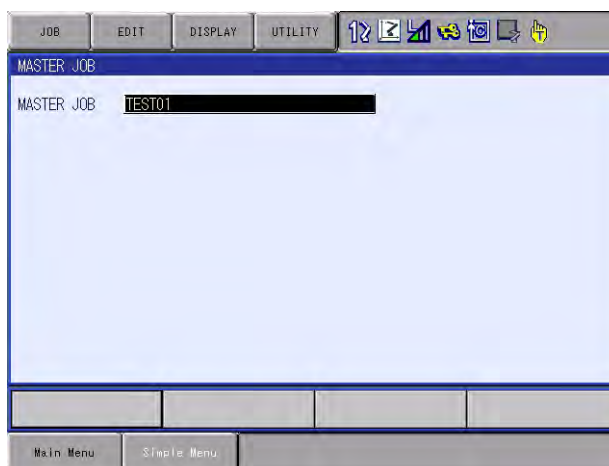 JOB EDIT DISPLAY UTILITY
MASTER JOB
MASTER JOB TEST01
Main Menu Simple Menu